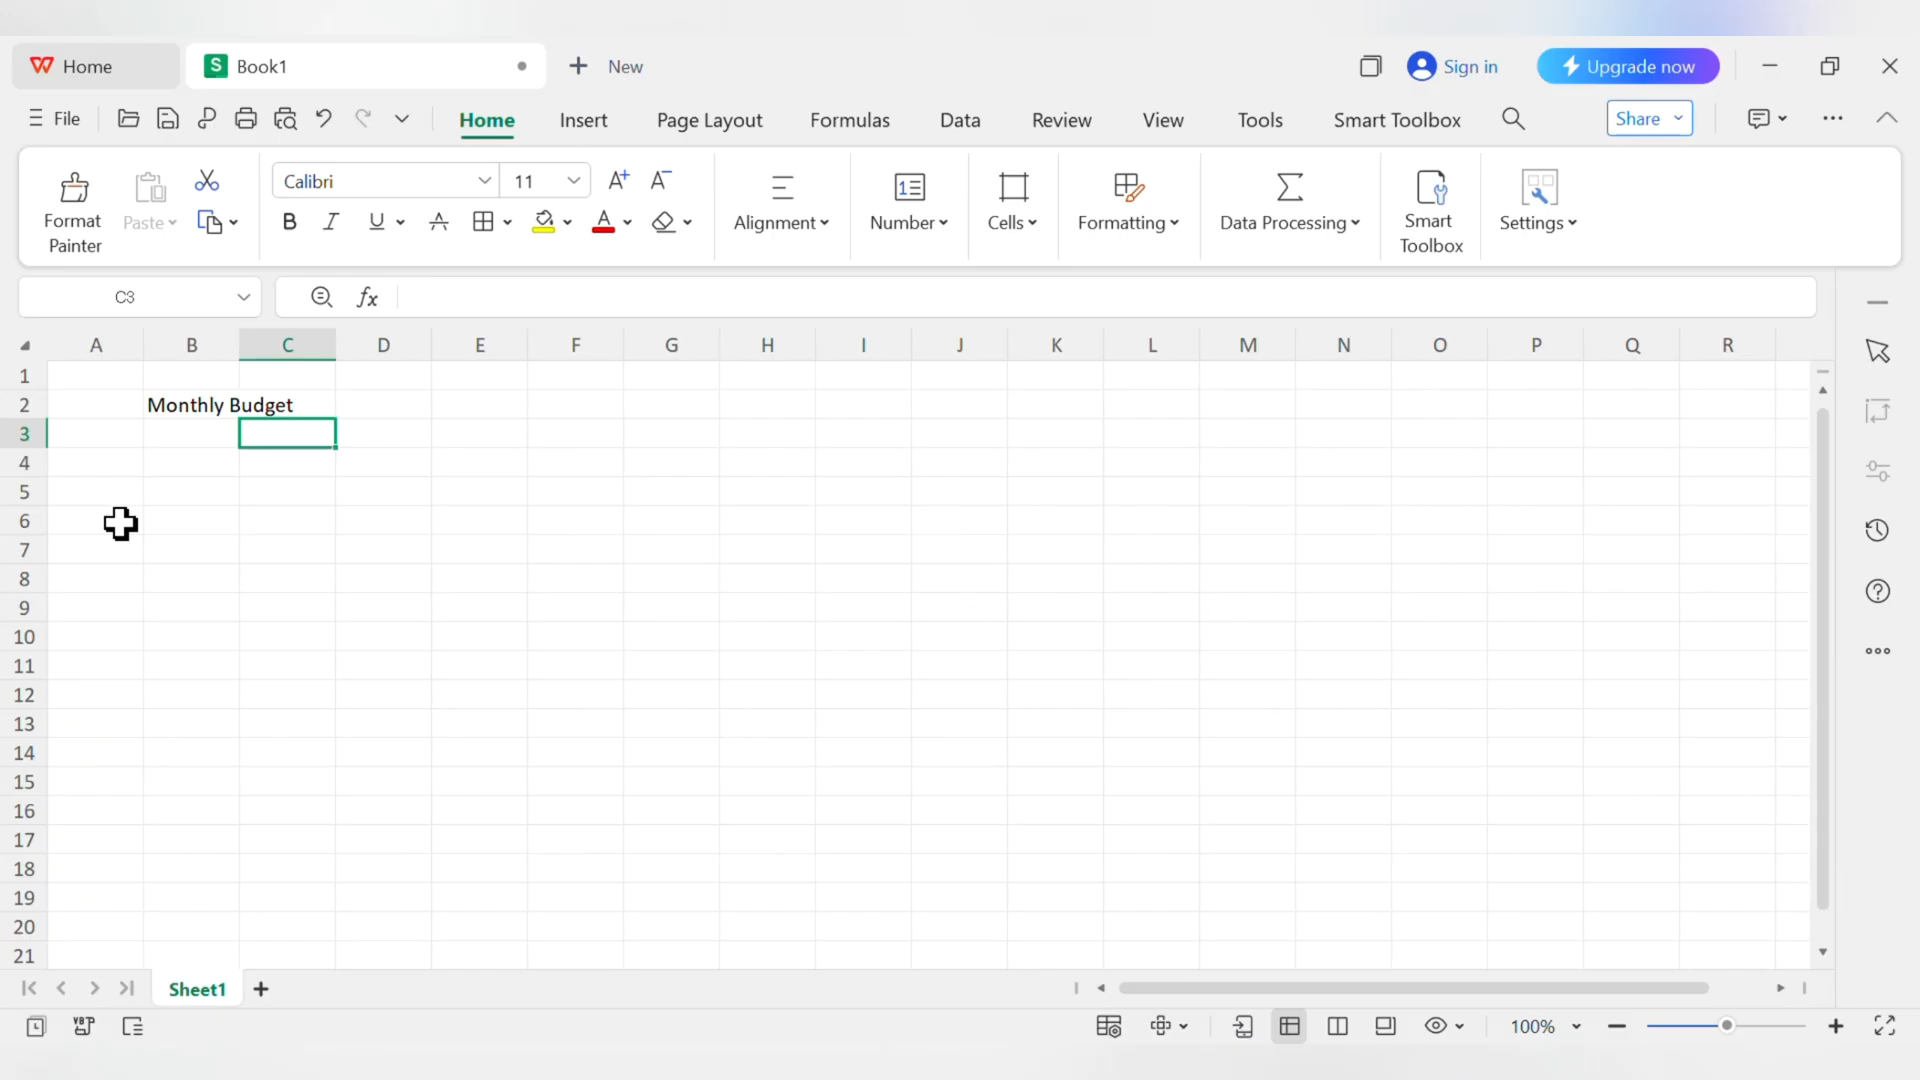 Home Book1 New Sign in Upgrade now
File Home Insert Page Layout Formulas Data Review View Tools Smart Toolbox Share
Calibri 11
Format Painter Paste Alignment Number Cells Formatting Data Processing Smart Toolbox Settings
C3 fx
A B C D E F G H I J K L M N O P Q R
1
2 Monthly Budget
3
4
5
6
7
8
9
10
11
12
13
14
15
16
17
18
19
20
21
Sheet1
100%